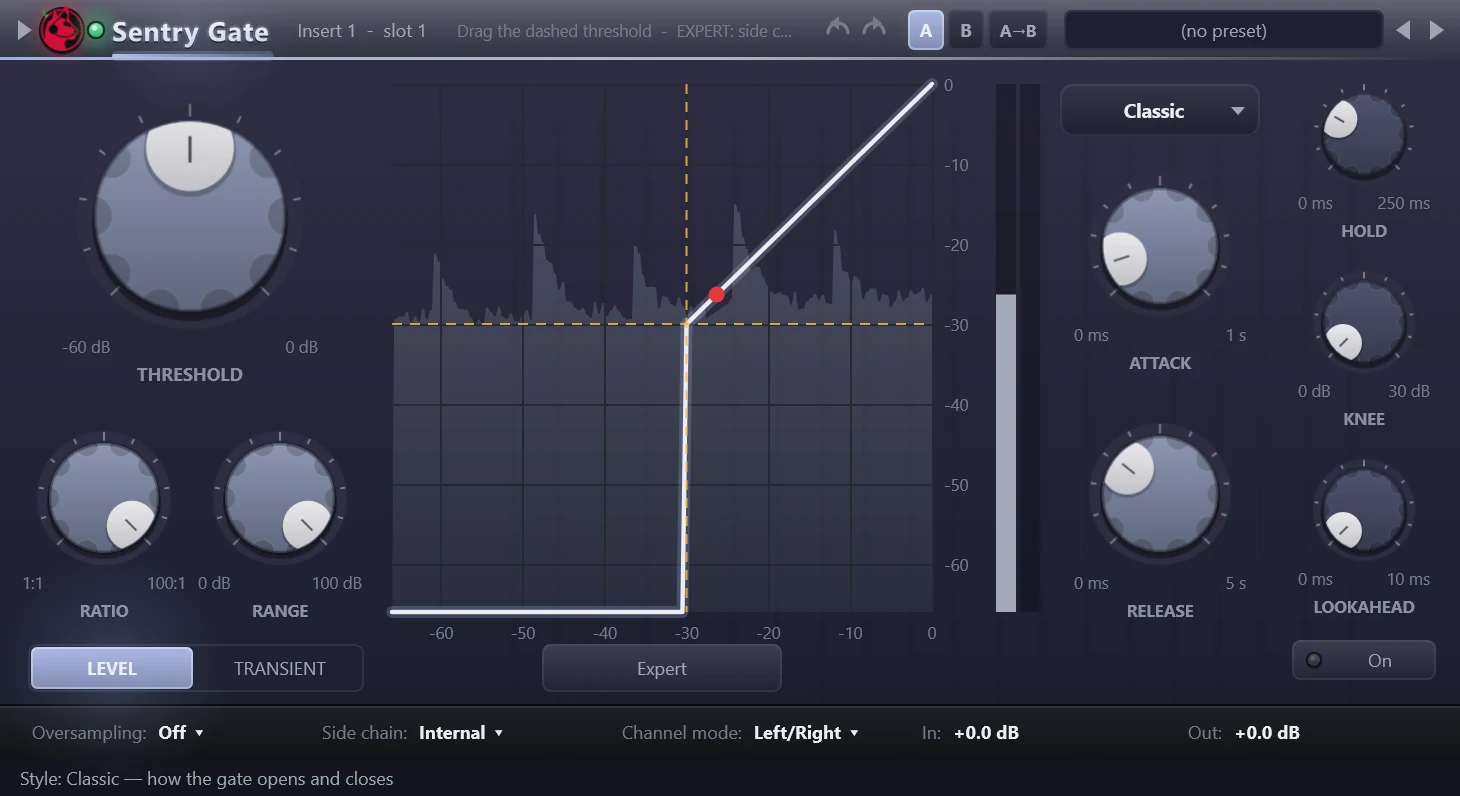 Sentry Gate Insert 1 - slot 1 Drag the dashed threshold - EXPERT: side c... A B A→B (no preset)
0
-10
-20
-30
-40
-50
-60
-60 -50 -40 -30 -20 -10 0
-60 dB 0 dB
THRESHOLD
1:1 100:1
RATIO
0 dB 100 dB
RANGE
LEVEL TRANSIENT
Expert
Classic
0 ms 1 s
ATTACK
0 ms 5 s
RELEASE
0 ms 250 ms
HOLD
0 dB 30 dB
KNEE
0 ms 10 ms
LOOKAHEAD
On
Oversampling: Off Side chain: Internal Channel mode: Left/Right In: +0.0 dB Out: +0.0 dB
Style: Classic — how the gate opens and closes